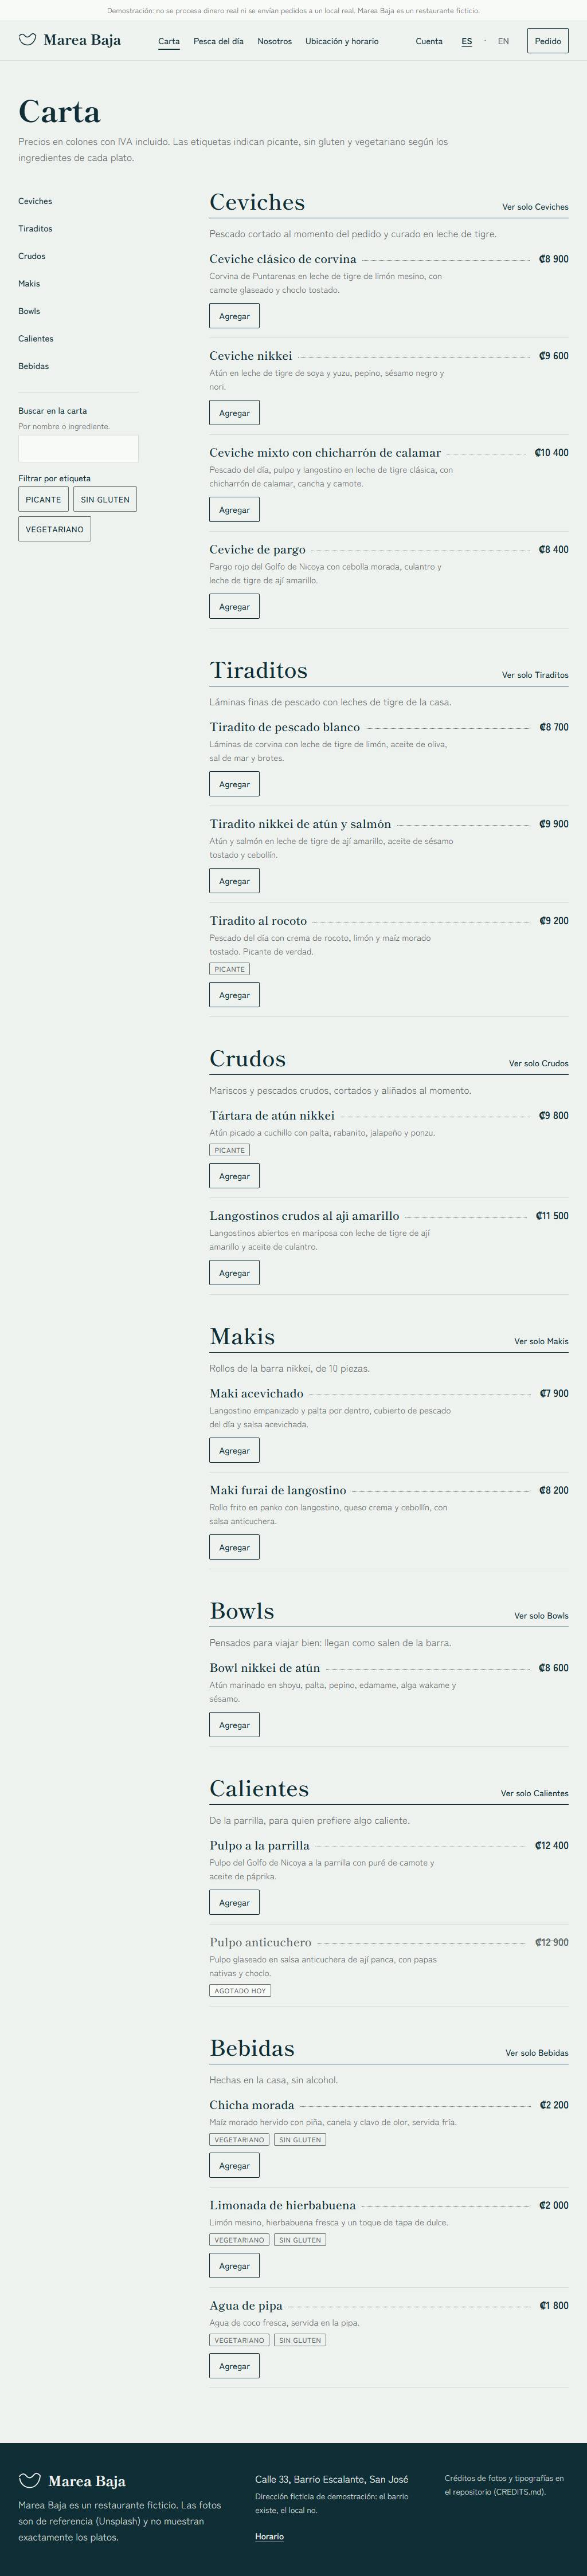 Demostración: no se procesa dinero real ni se envían pedidos a un local real. Marea Baja es un restaurante ficticio.
Marea Baja
Carta
Pesca del día
Nosotros
Ubicación y horario
Cuenta
ES
·
EN
Pedido
Carta
Precios en colones con IVA incluido. Las etiquetas indican picante, sin gluten y vegetariano según los
ingredientes de cada plato.
Ceviches
Tiraditos
Crudos
Makis
Bowls
Calientes
Bebidas
Buscar en la carta
Por nombre o ingrediente.
Filtrar por etiqueta
PICANTE
SIN GLUTEN
VEGETARIANO
Ceviches
Ver solo Ceviches
Pescado cortado al momento del pedido y curado en leche de tigre.
Ceviche clásico de corvina ₡8 900
Corvina de Puntarenas en leche de tigre de limón mesino, con
camote glaseado y choclo tostado.
Agregar
Ceviche nikkei ₡9 600
Atún en leche de tigre de soya y yuzu, pepino, sésamo negro y
nori.
Agregar
Ceviche mixto con chicharrón de calamar ₡10 400
Pescado del día, pulpo y langostino en leche de tigre clásica, con
chicharrón de calamar, cancha y camote.
Agregar
Ceviche de pargo ₡8 400
Pargo rojo del Golfo de Nicoya con cebolla morada, culantro y
leche de tigre de ají amarillo.
Agregar
Tiraditos
Ver solo Tiraditos
Láminas finas de pescado con leches de tigre de la casa.
Tiradito de pescado blanco ₡8 700
Láminas de corvina con leche de tigre de limón, aceite de oliva,
sal de mar y brotes.
Agregar
Tiradito nikkei de atún y salmón ₡9 900
Atún y salmón en leche de tigre de ají amarillo, aceite de sésamo
tostado y cebollín.
Agregar
Tiradito al rocoto ₡9 200
Pescado del día con crema de rocoto, limón y maíz morado
tostado. Picante de verdad.
PICANTE
Agregar
Crudos
Ver solo Crudos
Mariscos y pescados crudos, cortados y aliñados al momento.
Tártara de atún nikkei ₡9 800
Atún picado a cuchillo con palta, rabanito, jalapeño y ponzu.
PICANTE
Agregar
Langostinos crudos al aji amarillo ₡11 500
Langostinos abiertos en mariposa con leche de tigre de ají
amarillo y aceite de culantro.
Agregar
Makis
Ver solo Makis
Rollos de la barra nikkei, de 10 piezas.
Maki acevichado ₡7 900
Langostino empanizado y palta por dentro, cubierto de pescado
del día y salsa acevichada.
Agregar
Maki furai de langostino ₡8 200
Rollo frito en panko con langostino, queso crema y cebollín, con
salsa anticuchera.
Agregar
Bowls
Ver solo Bowls
Pensados para viajar bien: llegan como salen de la barra.
Bowl nikkei de atún ₡8 600
Atún marinado en shoyu, palta, pepino, edamame, alga wakame y
sésamo.
Agregar
Calientes
Ver solo Calientes
De la parrilla, para quien prefiere algo caliente.
Pulpo a la parrilla ₡12 400
Pulpo del Golfo de Nicoya a la parrilla con puré de camote y
aceite de páprika.
Agregar
Pulpo anticuchero ₡12 900
Pulpo glaseado en salsa anticuchera de ají panca, con papas
nativas y choclo.
AGOTADO HOY
Bebidas
Ver solo Bebidas
Hechas en la casa, sin alcohol.
Chicha morada ₡2 200
Maíz morado hervido con piña, canela y clavo de olor, servida fría.
VEGETARIANO SIN GLUTEN
Agregar
Limonada de hierbabuena ₡2 000
Limón mesino, hierbabuena fresca y un toque de tapa de dulce.
VEGETARIANO SIN GLUTEN
Agregar
Agua de pipa ₡1 800
Agua de coco fresca, servida en la pipa.
VEGETARIANO SIN GLUTEN
Agregar
Marea Baja
Marea Baja es un restaurante ficticio. Las fotos
son de referencia (Unsplash) y no muestran
exactamente los platos.
Calle 33, Barrio Escalante, San José
Dirección ficticia de demostración: el barrio
existe, el local no.
Horario
Créditos de fotos y tipografías en
el repositorio (CREDITS.md).